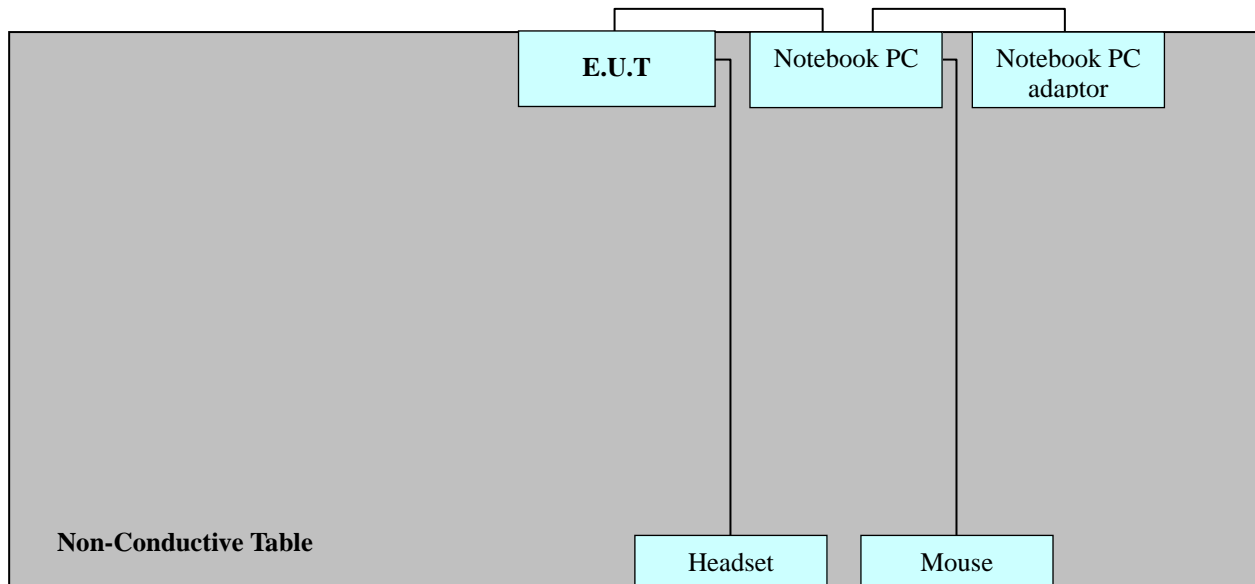 E.U.T
Notebook PC
Notebook PC
adaptor
Non-Conductive Table
Headset
Mouse